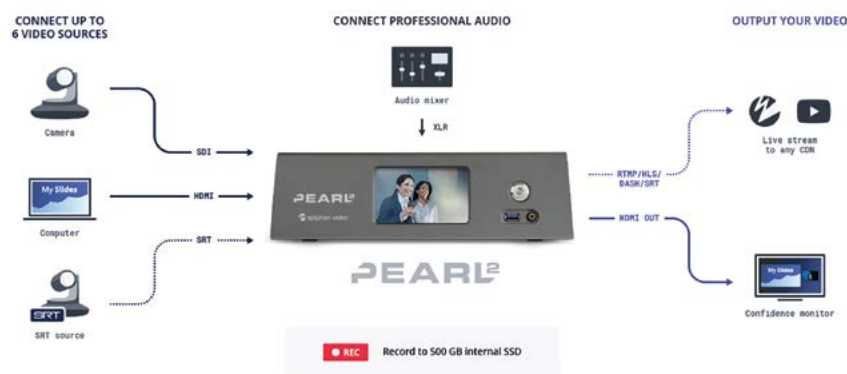 CONNECT UP TO
6 VIDEO SOURCES
CONNECT PROFESSIONAL AUDIO
OUTPUT YOUR VIDEO
Audio mixer
XLR
Camera
SDI
HDMI
SRT
My Slides
Computer
SRT
SRT source
PEARL²
epiphan video
PEARL²
RTMP/HLS/
DASH/SRT
HDMI OUT
Live stream
to any CDN
My Slides
Confidence monitor
REC
Record to 500 GB internal SSD